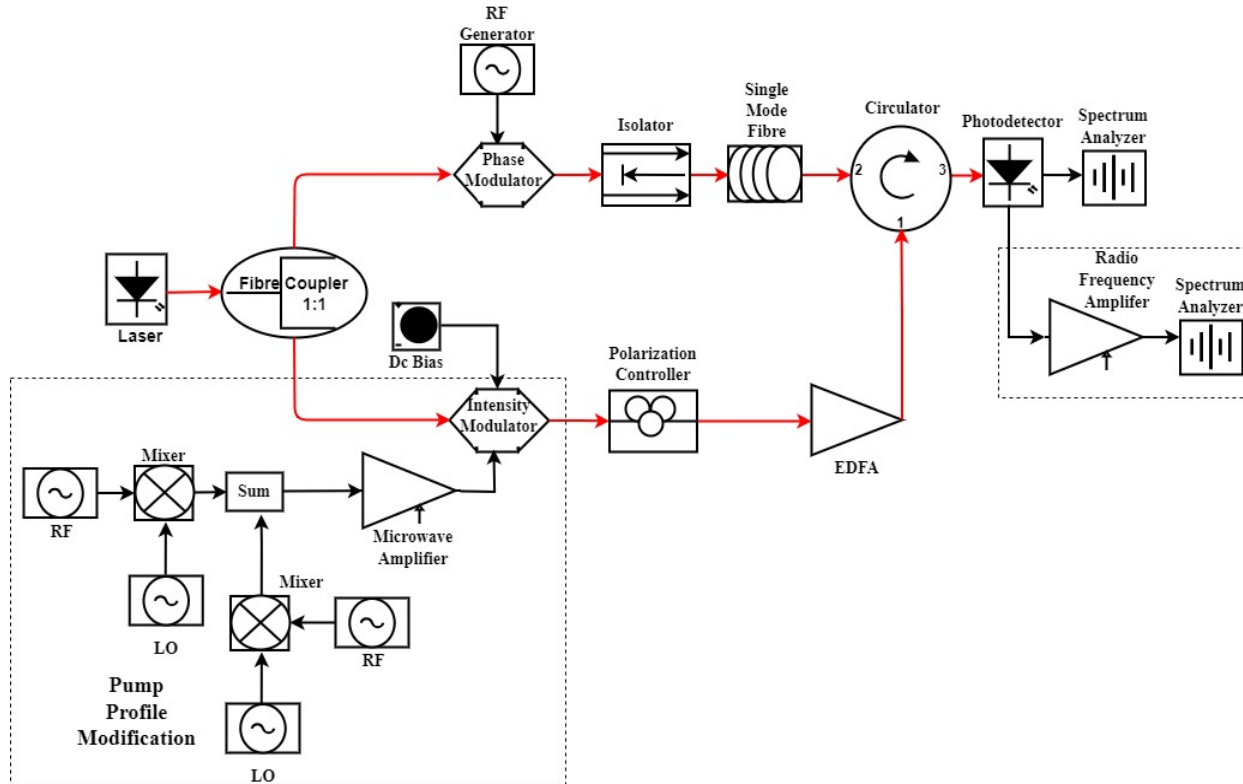 RF
Generator
Phase
Modulator
Isolator
Single
Mode
Fibre
Circulator
2
3
1
Photodetector
Spectrum
Analyzer
Laser
Fibre Coupler
1:1
Dc Bias
+
-
Intensity
Modulator
Polarization
Controller
EDFA
Radio
Frequency
Amplifer
Spectrum
Analyzer
Mixer
RF
Sum
Microwave
Amplifier
LO
Mixer
RF
LO
Pump
Profile
Modification